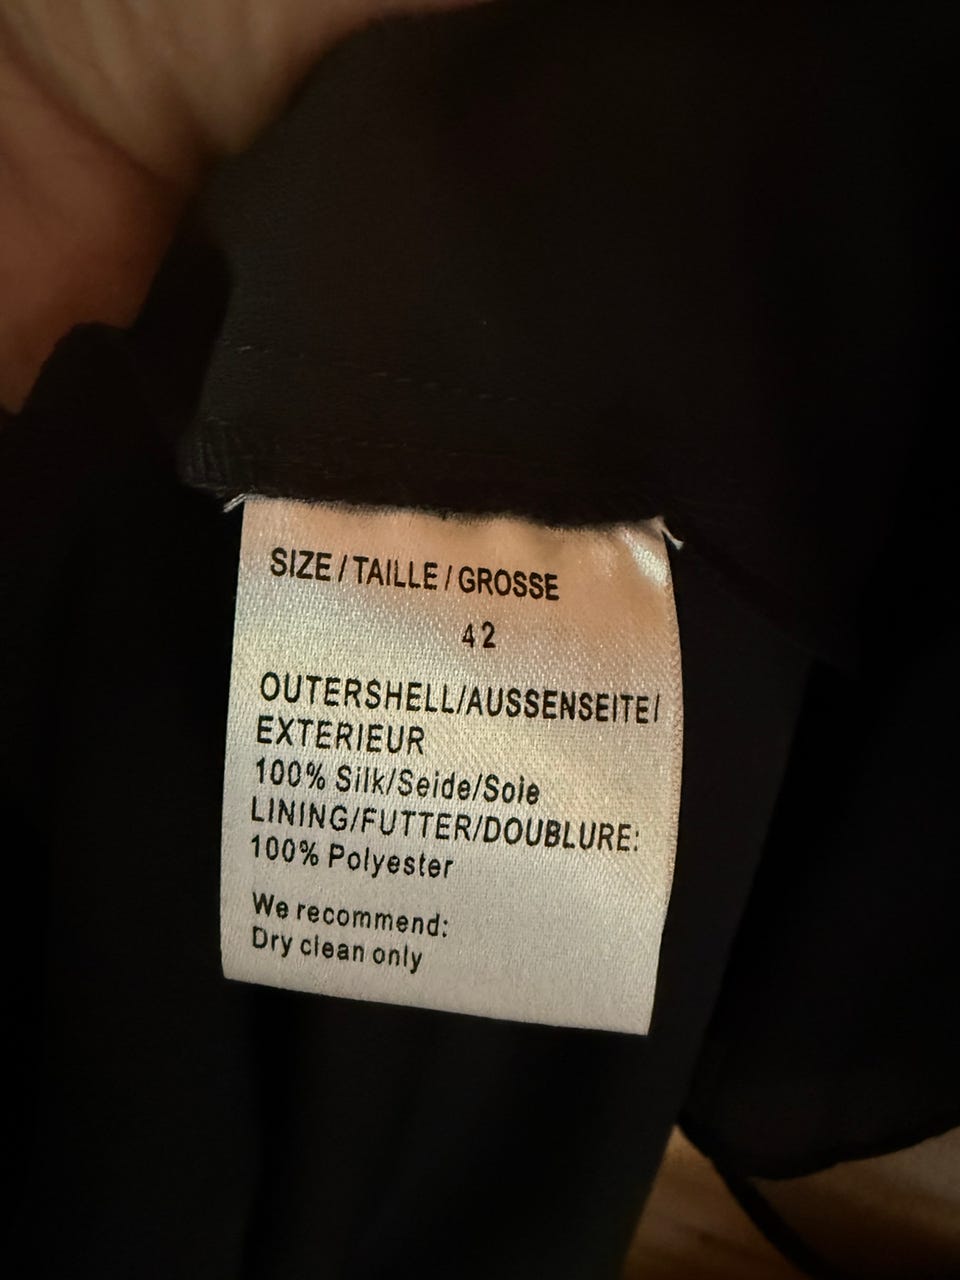 SIZE / TAILLE / GROSSE
42
OUTERSHELL/AUSSENSEITE/
EXTERIEUR
100% Silk/Seide/Soie
LINING/FUTTER/DOUBLURE:
100% Polyester
We recommend:
Dry clean only